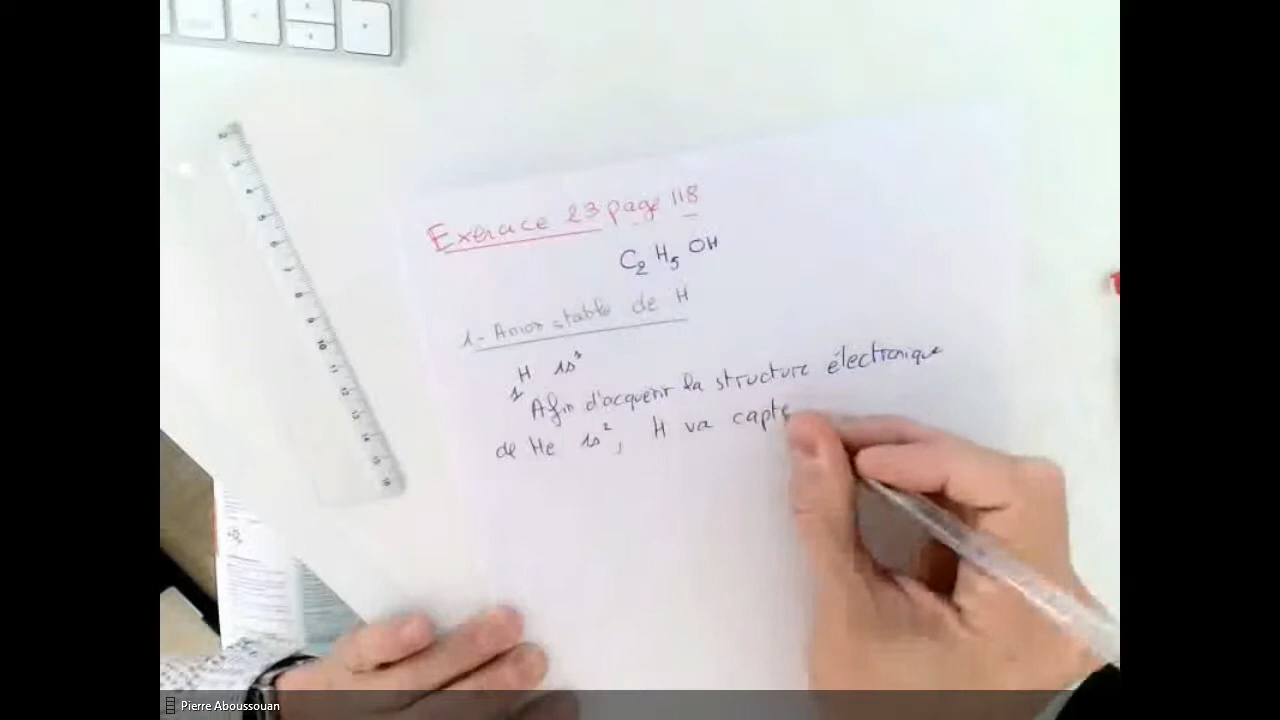 Exercice 23 page 118
C₂ H₅ OH
1- Anion stable de H
₁H 1s¹
Afin d'acquérir la structure électronique
de He 1s², H va capte
Pierre Aboussouan